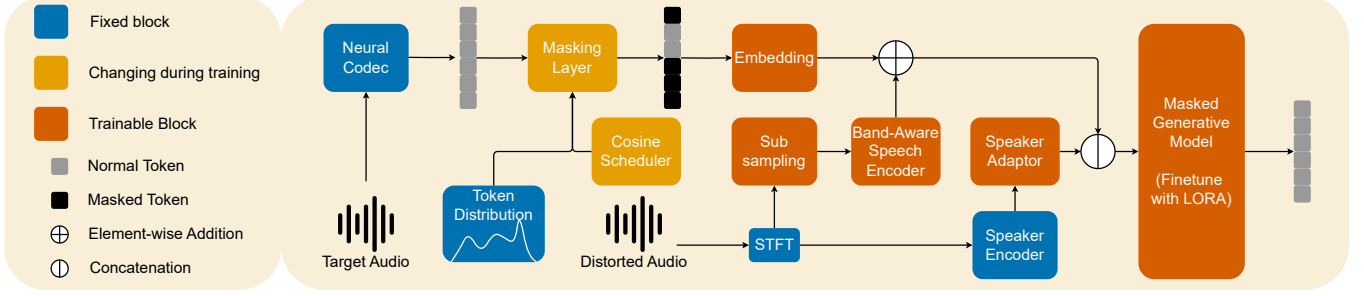 Fixed block
Changing during training
Trainable Block
Normal Token
Masked Token
Element-wise Addition
Concatenation
Neural
Codec
Masking
Layer
Embedding
Cosine
Scheduler
Token
Distribution
Target Audio
Distorted Audio
Sub
sampling
Band-Aware
Speech
Encoder
STFT
Speaker
Adaptor
Speaker
Encoder
Masked
Generative
Model
(Finetune
with LORA)